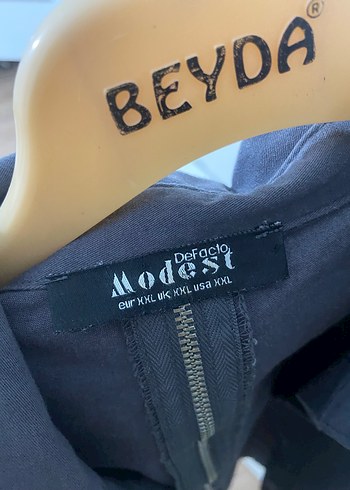 BEYDA®
DeFacto
Modest
eur XXL uk XXL usa XXL